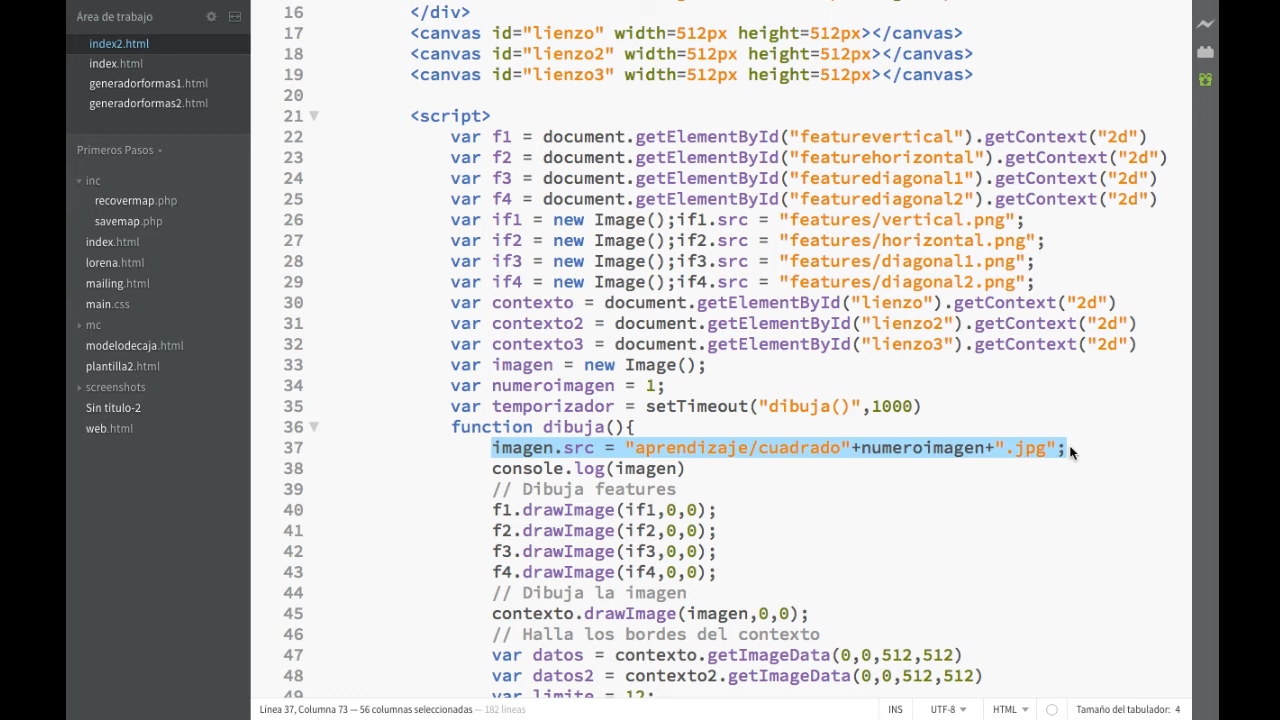 Área de trabajo
index2.html
index.html
generadorformas1.html
generadorformas2.html
Primeros Pasos
inc
recovermap.php
savemap.php
index.html
lorena.html
mailing.html
main.css
mc
modelodecaja.html
plantilla2.html
screenshots
Sin título-2
web.html
16 </div>
17 <canvas id="lienzo" width=512px height=512px></canvas>
18 <canvas id="lienzo2" width=512px height=512px></canvas>
19 <canvas id="lienzo3" width=512px height=512px></canvas>
20
21 <script>
22 var f1 = document.getElementById("featurevertical").getContext("2d")
23 var f2 = document.getElementById("featurehorizontal").getContext("2d")
24 var f3 = document.getElementById("featurediagonal1").getContext("2d")
25 var f4 = document.getElementById("featurediagonal2").getContext("2d")
26 var if1 = new Image();if1.src = "features/vertical.png";
27 var if2 = new Image();if2.src = "features/horizontal.png";
28 var if3 = new Image();if3.src = "features/diagonal1.png";
29 var if4 = new Image();if4.src = "features/diagonal2.png";
30 var contexto = document.getElementById("lienzo").getContext("2d")
31 var contexto2 = document.getElementById("lienzo2").getContext("2d")
32 var contexto3 = document.getElementById("lienzo3").getContext("2d")
33 var imagen = new Image();
34 var numeroimagen = 1;
35 var temporizador = setTimeout("dibuja()",1000)
36 function dibuja(){
37 imagen.src = "aprendizaje/cuadrado"+numeroimagen+".jpg";
38 console.log(imagen)
39 // Dibuja features
40 f1.drawImage(if1,0,0);
41 f2.drawImage(if2,0,0);
42 f3.drawImage(if3,0,0);
43 f4.drawImage(if4,0,0);
44 // Dibuja la imagen
45 contexto.drawImage(imagen,0,0);
46 // Halla los bordes del contexto
47 var datos = contexto.getImageData(0,0,512,512)
48 var datos2 = contexto2.getImageData(0,0,512,512)
49 var limite = 12;
Línea 37, Columna 73 — 56 columnas seleccionadas — 182 líneas INS UTF-8 HTML Tamaño del tabulador: 4